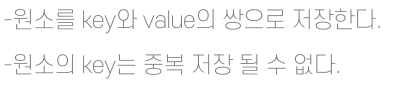 -원소를 key와 value의 쌍으로 저장한다.
-원소의 key는 중복 저장 될 수 없다.